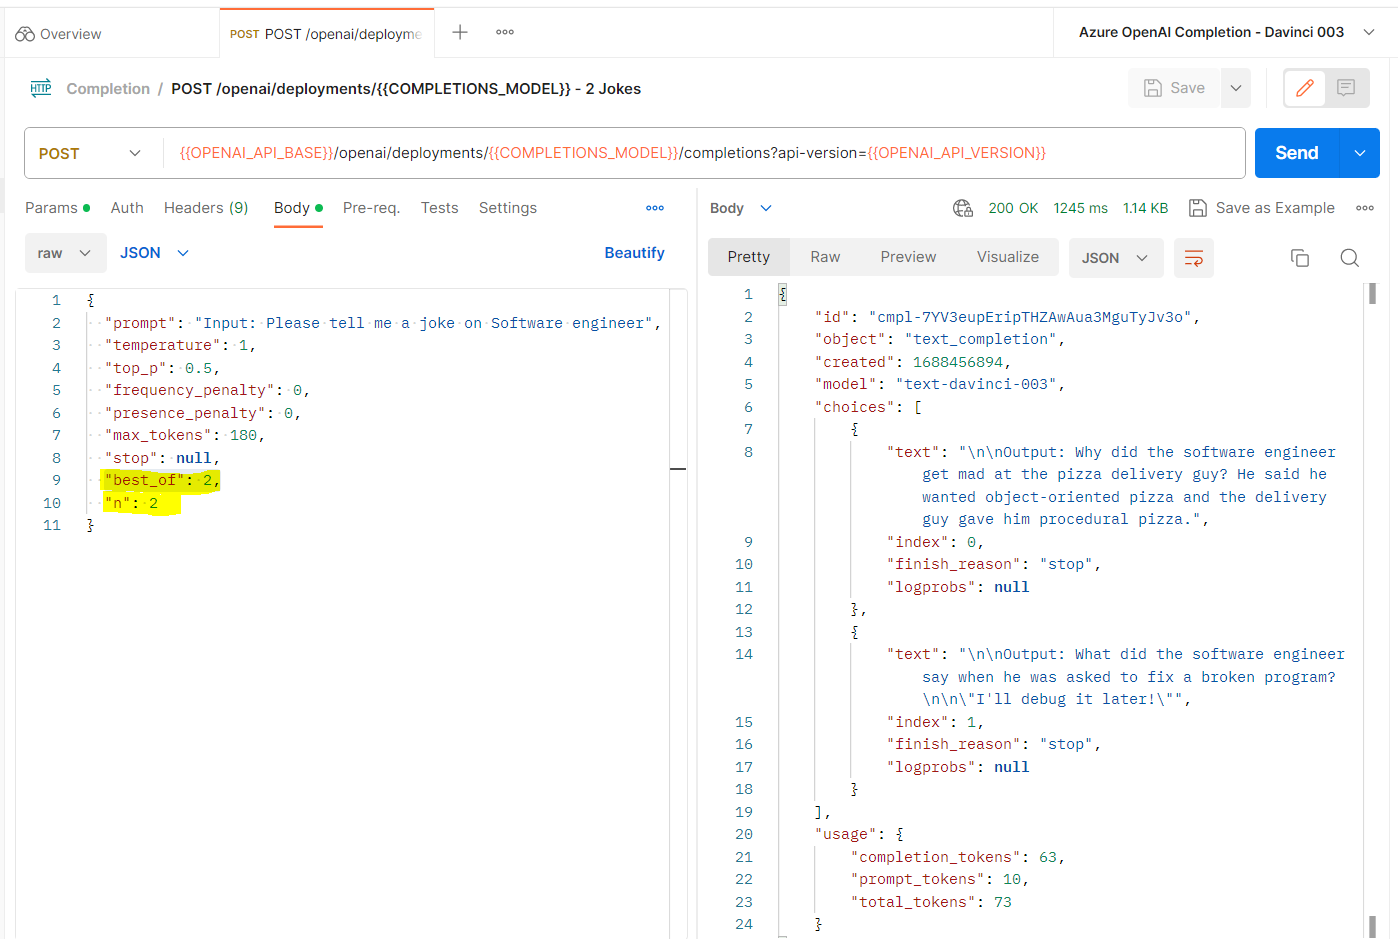 Overview
POST POST /openai/deployme
Azure OpenAI Completion - Davinci 003
HTTP Completion / POST /openai/deployments/{{COMPLETIONS_MODEL}} - 2 Jokes
Save
POST
{{OPENAI_API_BASE}}/openai/deployments/{{COMPLETIONS_MODEL}}/completions?api-version={{OPENAI_API_VERSION}}
Send
Params Auth Headers (9) Body Pre-req. Tests Settings
raw JSON Beautify
1 {
2 "prompt": "Input: Please tell me a joke on Software engineer",
3 "temperature": 1,
4 "top_p": 0.5,
5 "frequency_penalty": 0,
6 "presence_penalty": 0,
7 "max_tokens": 180,
8 "stop": null,
9 "best_of": 2,
10 "n": 2
11 }
Body 200 OK 1245 ms 1.14 KB Save as Example
Pretty Raw Preview Visualize JSON
1 {
2 "id": "cmpl-7YV3eupEripTHZAwAua3MguTyJv3o",
3 "object": "text_completion",
4 "created": 1688456894,
5 "model": "text-davinci-003",
6 "choices": [
7 {
8 "text": "\n\nOutput: Why did the software engineer
get mad at the pizza delivery guy? He said he
wanted object-oriented pizza and the delivery
guy gave him procedural pizza.",
9 "index": 0,
10 "finish_reason": "stop",
11 "logprobs": null
12 },
13 {
14 "text": "\n\nOutput: What did the software engineer
say when he was asked to fix a broken program?
\n\n\"I'll debug it later!\"",
15 "index": 1,
16 "finish_reason": "stop",
17 "logprobs": null
18 }
19 ],
20 "usage": {
21 "completion_tokens": 63,
22 "prompt_tokens": 10,
23 "total_tokens": 73
24 }